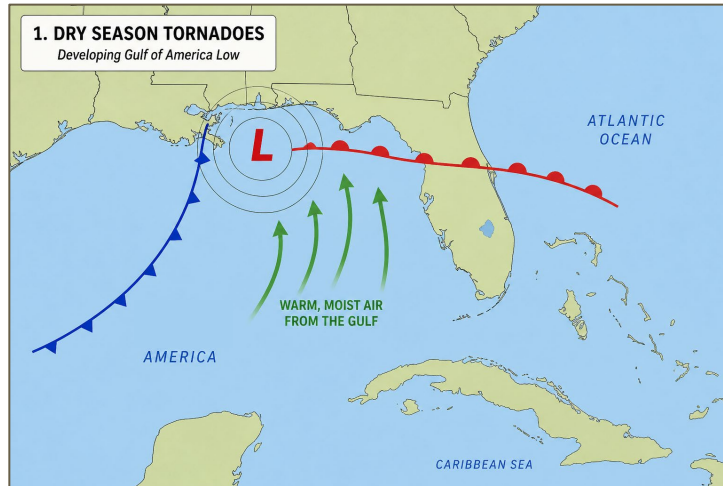 1. DRY SEASON TORNADOES
Developing Gulf of America Low
L
ATLANTIC
OCEAN
WARM, MOIST AIR
FROM THE GULF
AMERICA
CARIBBEAN SEA